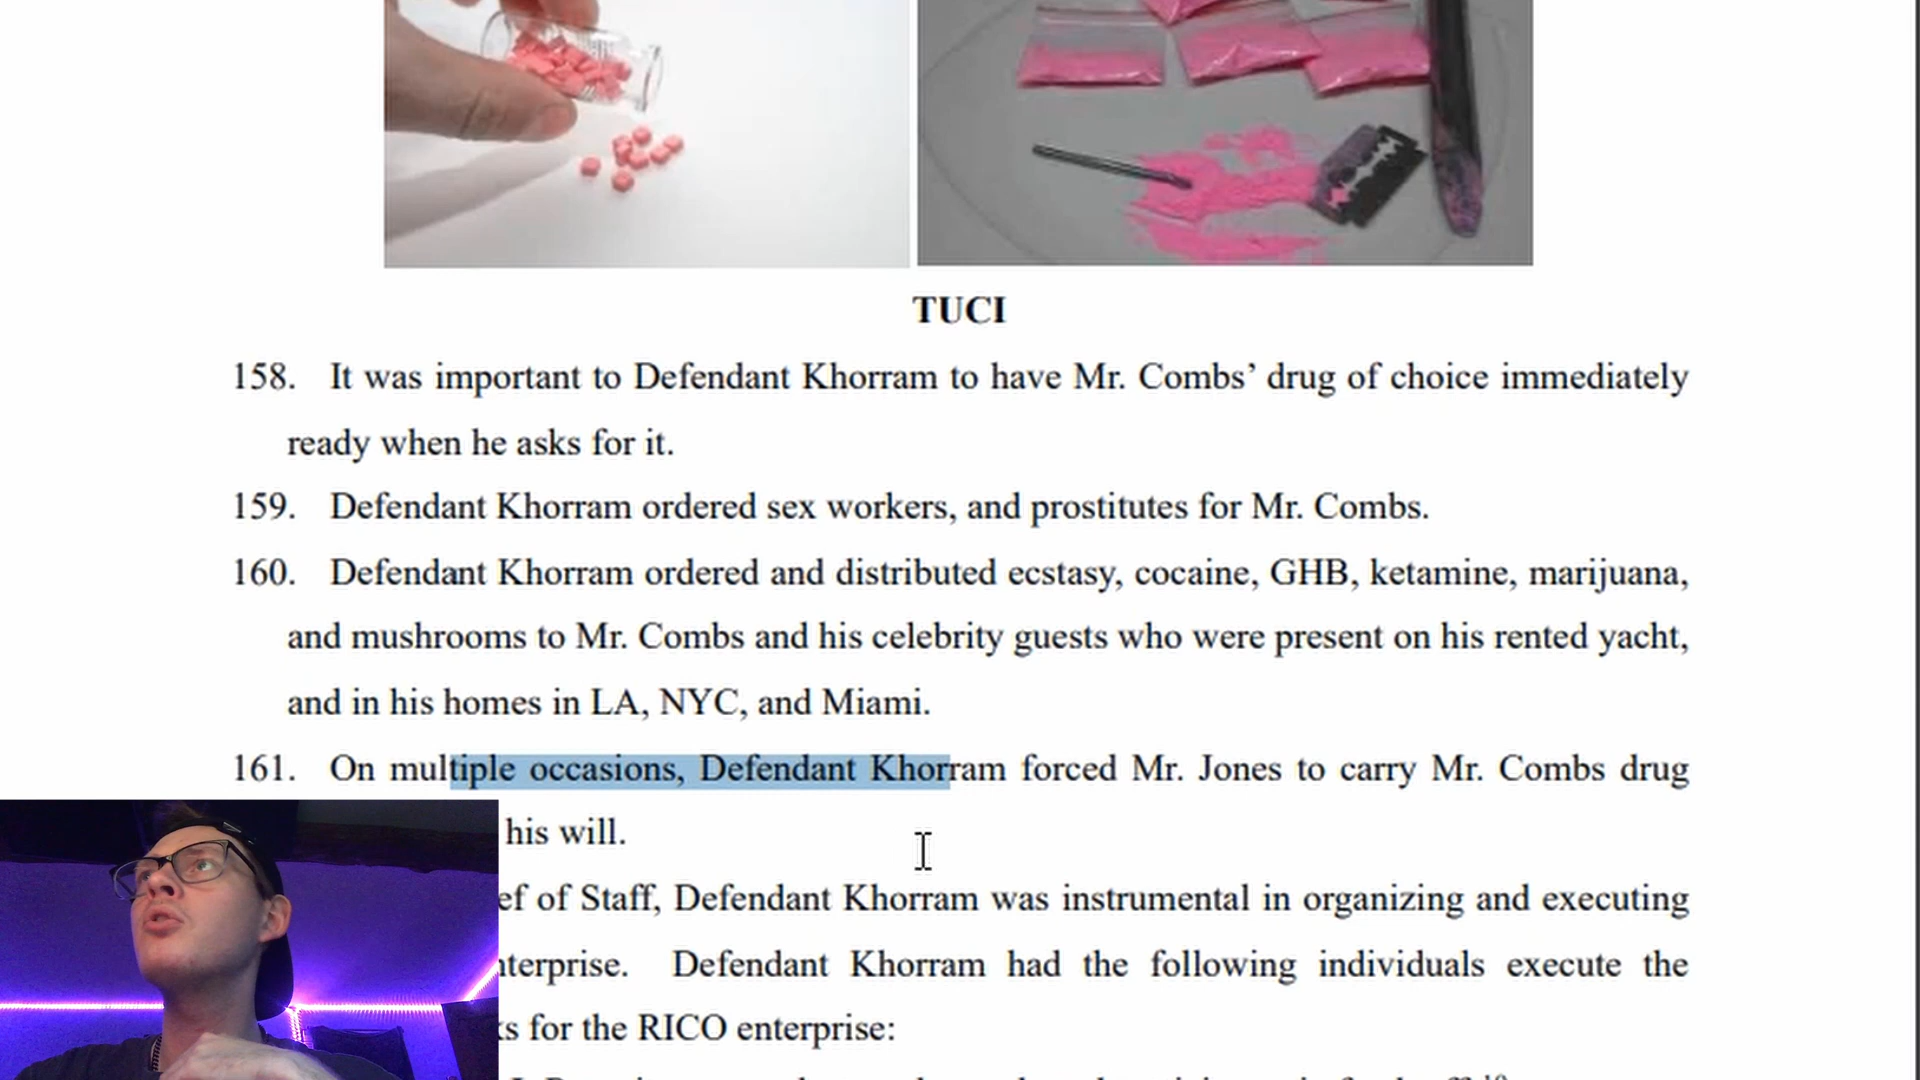 TUCI
158. It was important to Defendant Khorram to have Mr. Combs’ drug of choice immediately
ready when he asks for it.
159. Defendant Khorram ordered sex workers, and prostitutes for Mr. Combs.
160. Defendant Khorram ordered and distributed ecstasy, cocaine, GHB, ketamine, marijuana,
and mushrooms to Mr. Combs and his celebrity guests who were present on his rented yacht,
and in his homes in LA, NYC, and Miami.
161. On multiple occasions, Defendant Khorram forced Mr. Jones to carry Mr. Combs drug
his will.
ef of Staff, Defendant Khorram was instrumental in organizing and executing
terprise. Defendant Khorram had the following individuals execute the
s for the RICO enterprise: